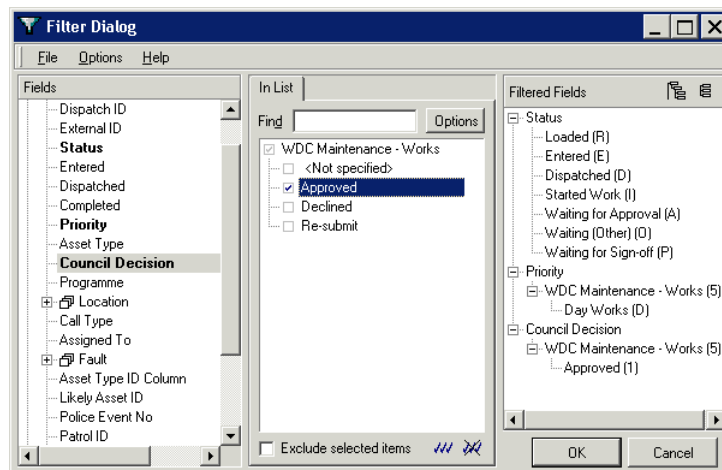 Filter Dialog
File Options Help
Fields
Dispatch ID
External ID
Status
Entered
Dispatched
Completed
Priority
Asset Type
Council Decision
Programme
Location
Call Type
Assigned To
Fault
Asset Type ID Column
Likely Asset ID
Police Event No
Patrol ID
In List
Find Options
WDC Maintenance - Works
<Not specified>
Approved
Declined
Re-submit
Exclude selected items
Filtered Fields
Status
Loaded (R)
Entered (E)
Dispatched (D)
Started Work (I)
Waiting for Approval (A)
Waiting (Other) (O)
Waiting for Sign-off (P)
Priority
WDC Maintenance - Works (5)
Day Works (D)
Council Decision
WDC Maintenance - Works (5)
Approved (1)
OK Cancel